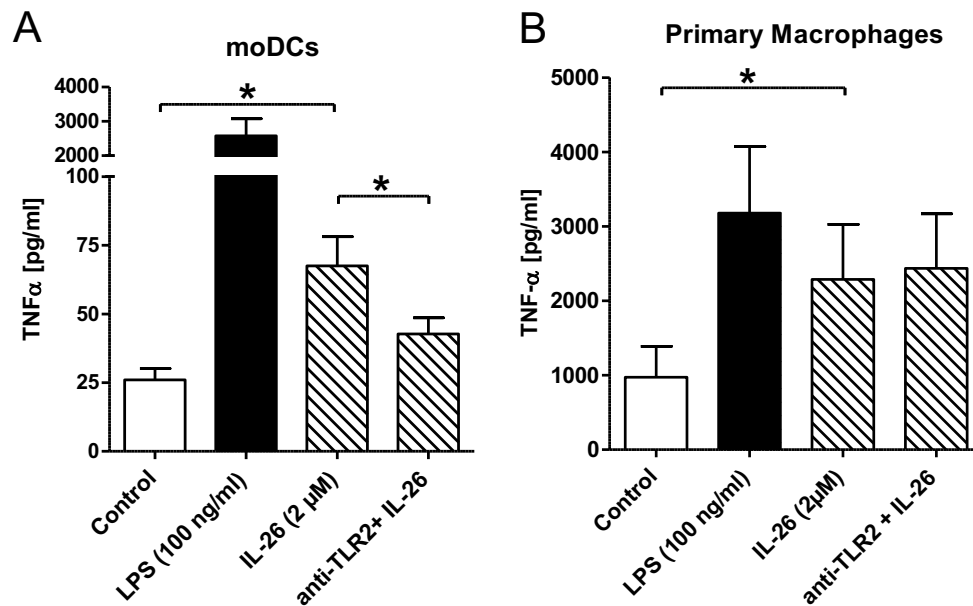 A
moDCs
*
*
TNFα [pg/ml]
4000
3000
2000
100
75
50
25
0
Control
LPS (100 ng/ml)
IL-26 (2 µM)
anti-TLR2+ IL-26
B
Primary Macrophages
*
TNF-α [pg/ml]
5000
4000
3000
2000
1000
0
Control
LPS (100 ng/ml)
IL-26 (2µM)
anti-TLR2 + IL-26